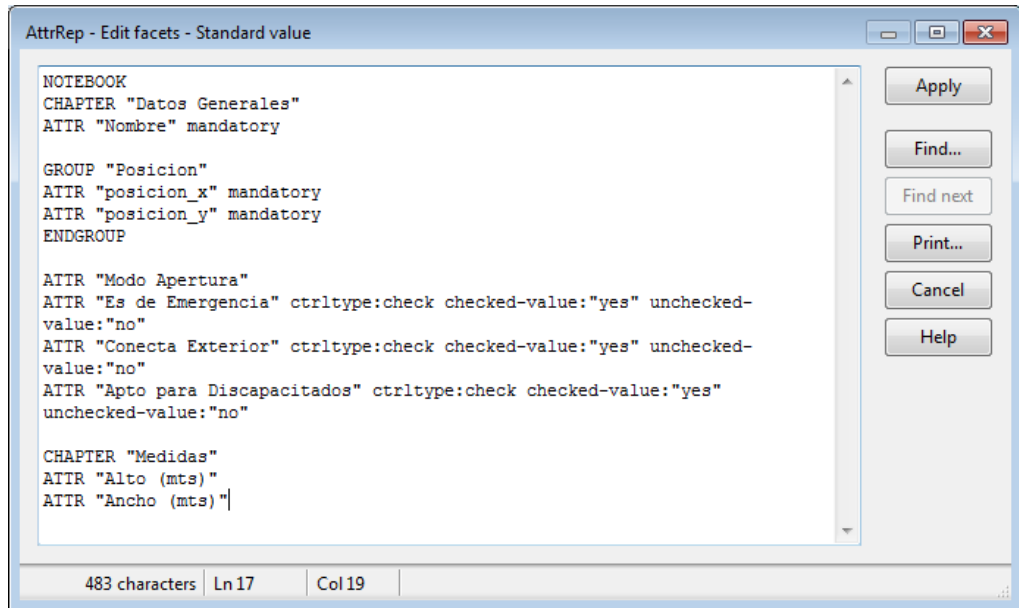 AttrRep - Edit facets - Standard value
NOTEBOOK
CHAPTER "Datos Generales"
ATTR "Nombre" mandatory
GROUP "Posicion"
ATTR "posicion_x" mandatory
ATTR "posicion_y" mandatory
ENDGROUP
ATTR "Modo Apertura"
ATTR "Es de Emergencia" ctrltype:check checked-value:"yes" unchecked-
value:"no"
ATTR "Conecta Exterior" ctrltype:check checked-value:"yes" unchecked-
value:"no"
ATTR "Apto para Discapacitados" ctrltype:check checked-value:"yes"
unchecked-value:"no"
CHAPTER "Medidas"
ATTR "Alto (mts)"
ATTR "Ancho (mts)"
Apply
Find...
Find next
Print...
Cancel
Help
483 characters Ln 17 Col 19